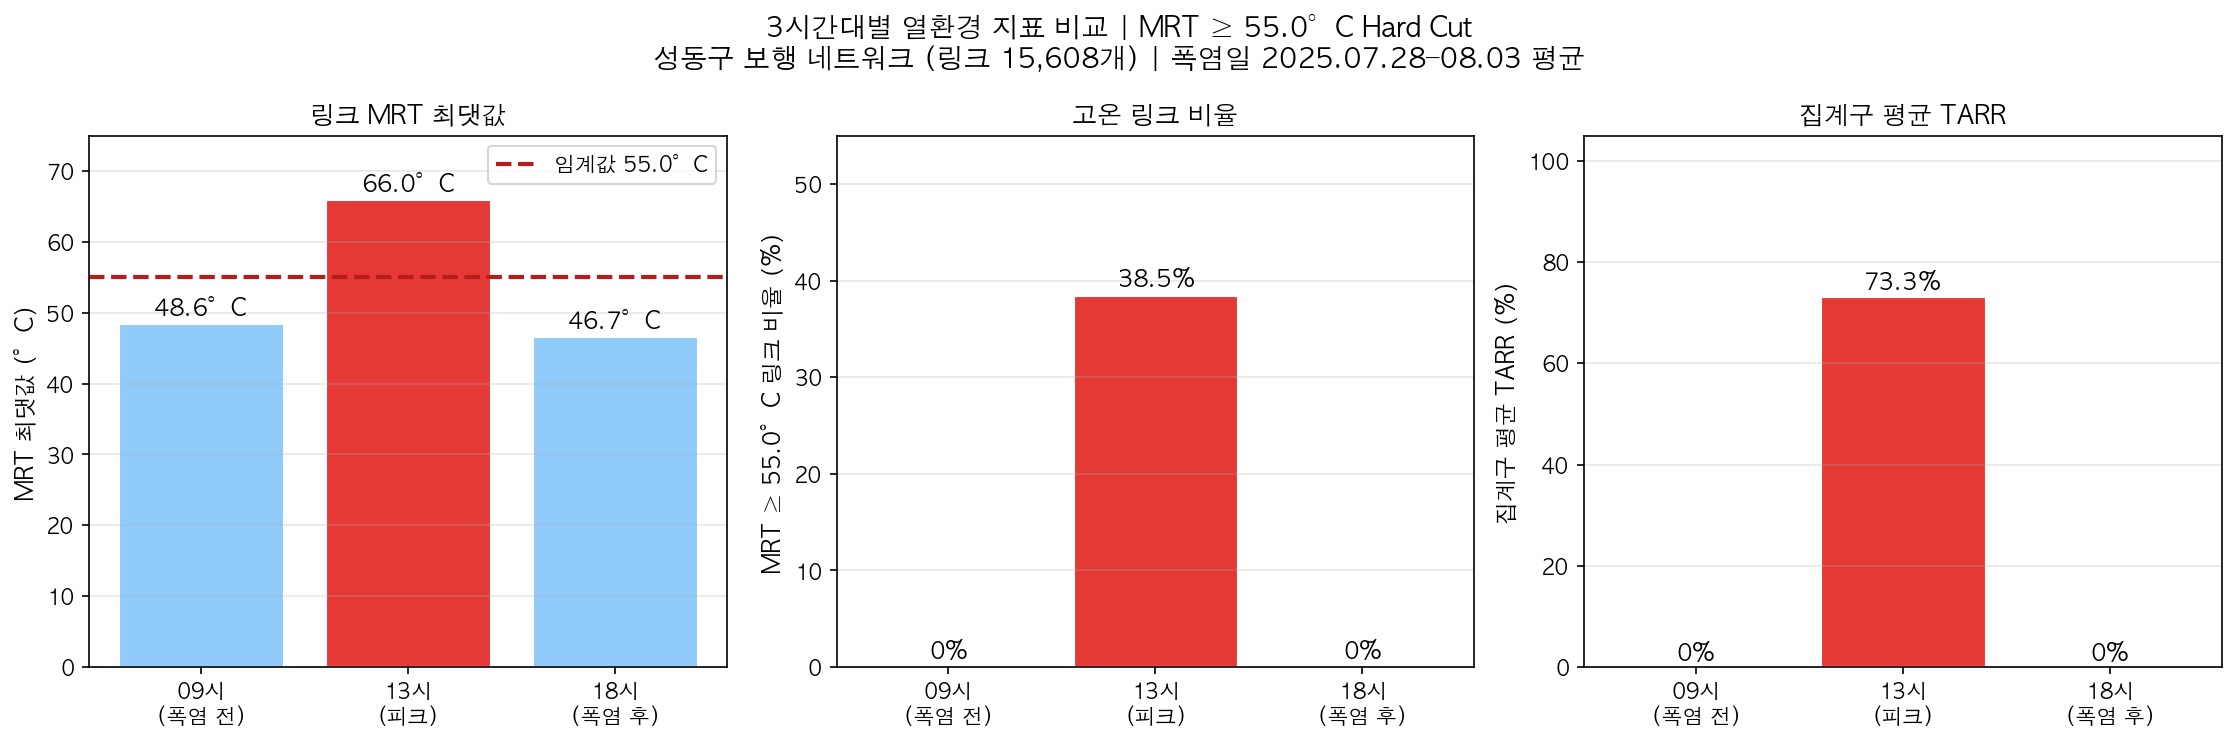 3시간대별 열환경 지표 비교 | MRT ≥ 55.0°C Hard Cut
성동구 보행 네트워크 (링크 15,608개) | 폭염일 2025.07.28–08.03 평균
링크 MRT 최댓값
MRT 최댓값 (°C)
70
60
50
40
30
20
10
0
임계값 55.0°C
48.6°C
66.0°C
46.7°C
09시
(폭염 전)
13시
(피크)
18시
(폭염 후)
고온 링크 비율
MRT ≥ 55.0°C 링크 비율 (%)
50
40
30
20
10
0
0%
38.5%
0%
09시
(폭염 전)
13시
(피크)
18시
(폭염 후)
집계구 평균 TARR
집계구 평균 TARR (%)
100
80
60
40
20
0
0%
73.3%
0%
09시
(폭염 전)
13시
(피크)
18시
(폭염 후)